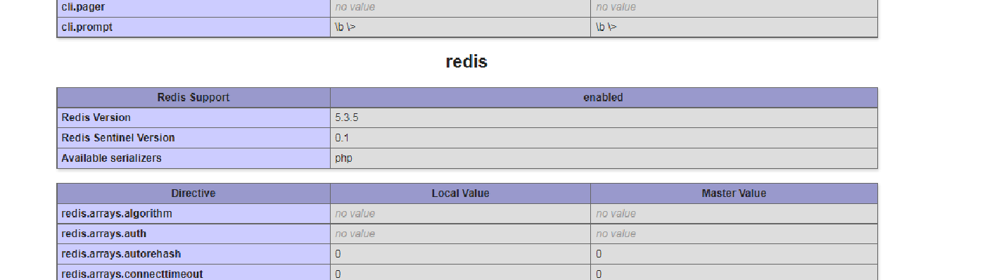 cli.pager no value no value
cli.prompt \b \> \b \>
redis
Redis Support enabled
Redis Version 5.3.5
Redis Sentinel Version 0.1
Available serializers php
Directive Local Value Master Value
redis.arrays.algorithm no value no value
redis.arrays.auth no value no value
redis.arrays.autorehash 0 0
redis.arrays.connecttimeout 0 0